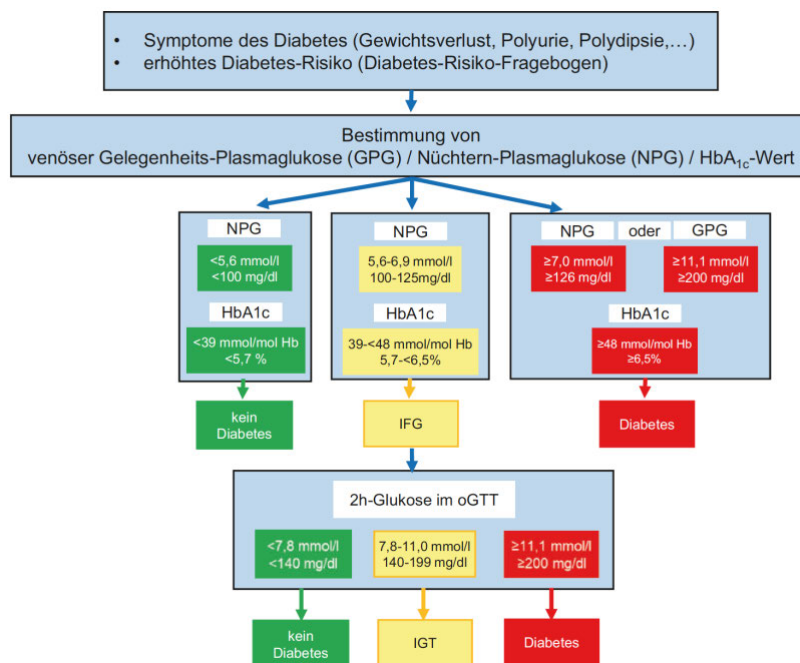 • Symptome des Diabetes (Gewichtsverlust, Polyurie, Polydipsie,…)
• erhöhtes Diabetes-Risiko (Diabetes-Risiko-Fragebogen)
Bestimmung von
venöser Gelegenheits-Plasmaglukose (GPG) / Nüchtern-Plasmaglukose (NPG) / HbA1c-Wert
NPG
<5,6 mmol/l
<100 mg/dl
HbA1c
<39 mmol/mol Hb
<5,7 %
kein
Diabetes
NPG
5,6-6,9 mmol/l
100-125mg/dl
HbA1c
39-<48 mmol/mol Hb
5,7-<6,5%
IFG
NPG oder GPG
≥7,0 mmol/l
≥126 mg/dl
≥11,1 mmol/l
≥200 mg/dl
HbA1c
≥48 mmol/mol Hb
≥6,5%
Diabetes
2h-Glukose im oGTT
<7,8 mmol/l
<140 mg/dl
7,8-11,0 mmol/l
140-199 mg/dl
≥11,1 mmol/l
≥200 mg/dl
kein
Diabetes
IGT
Diabetes